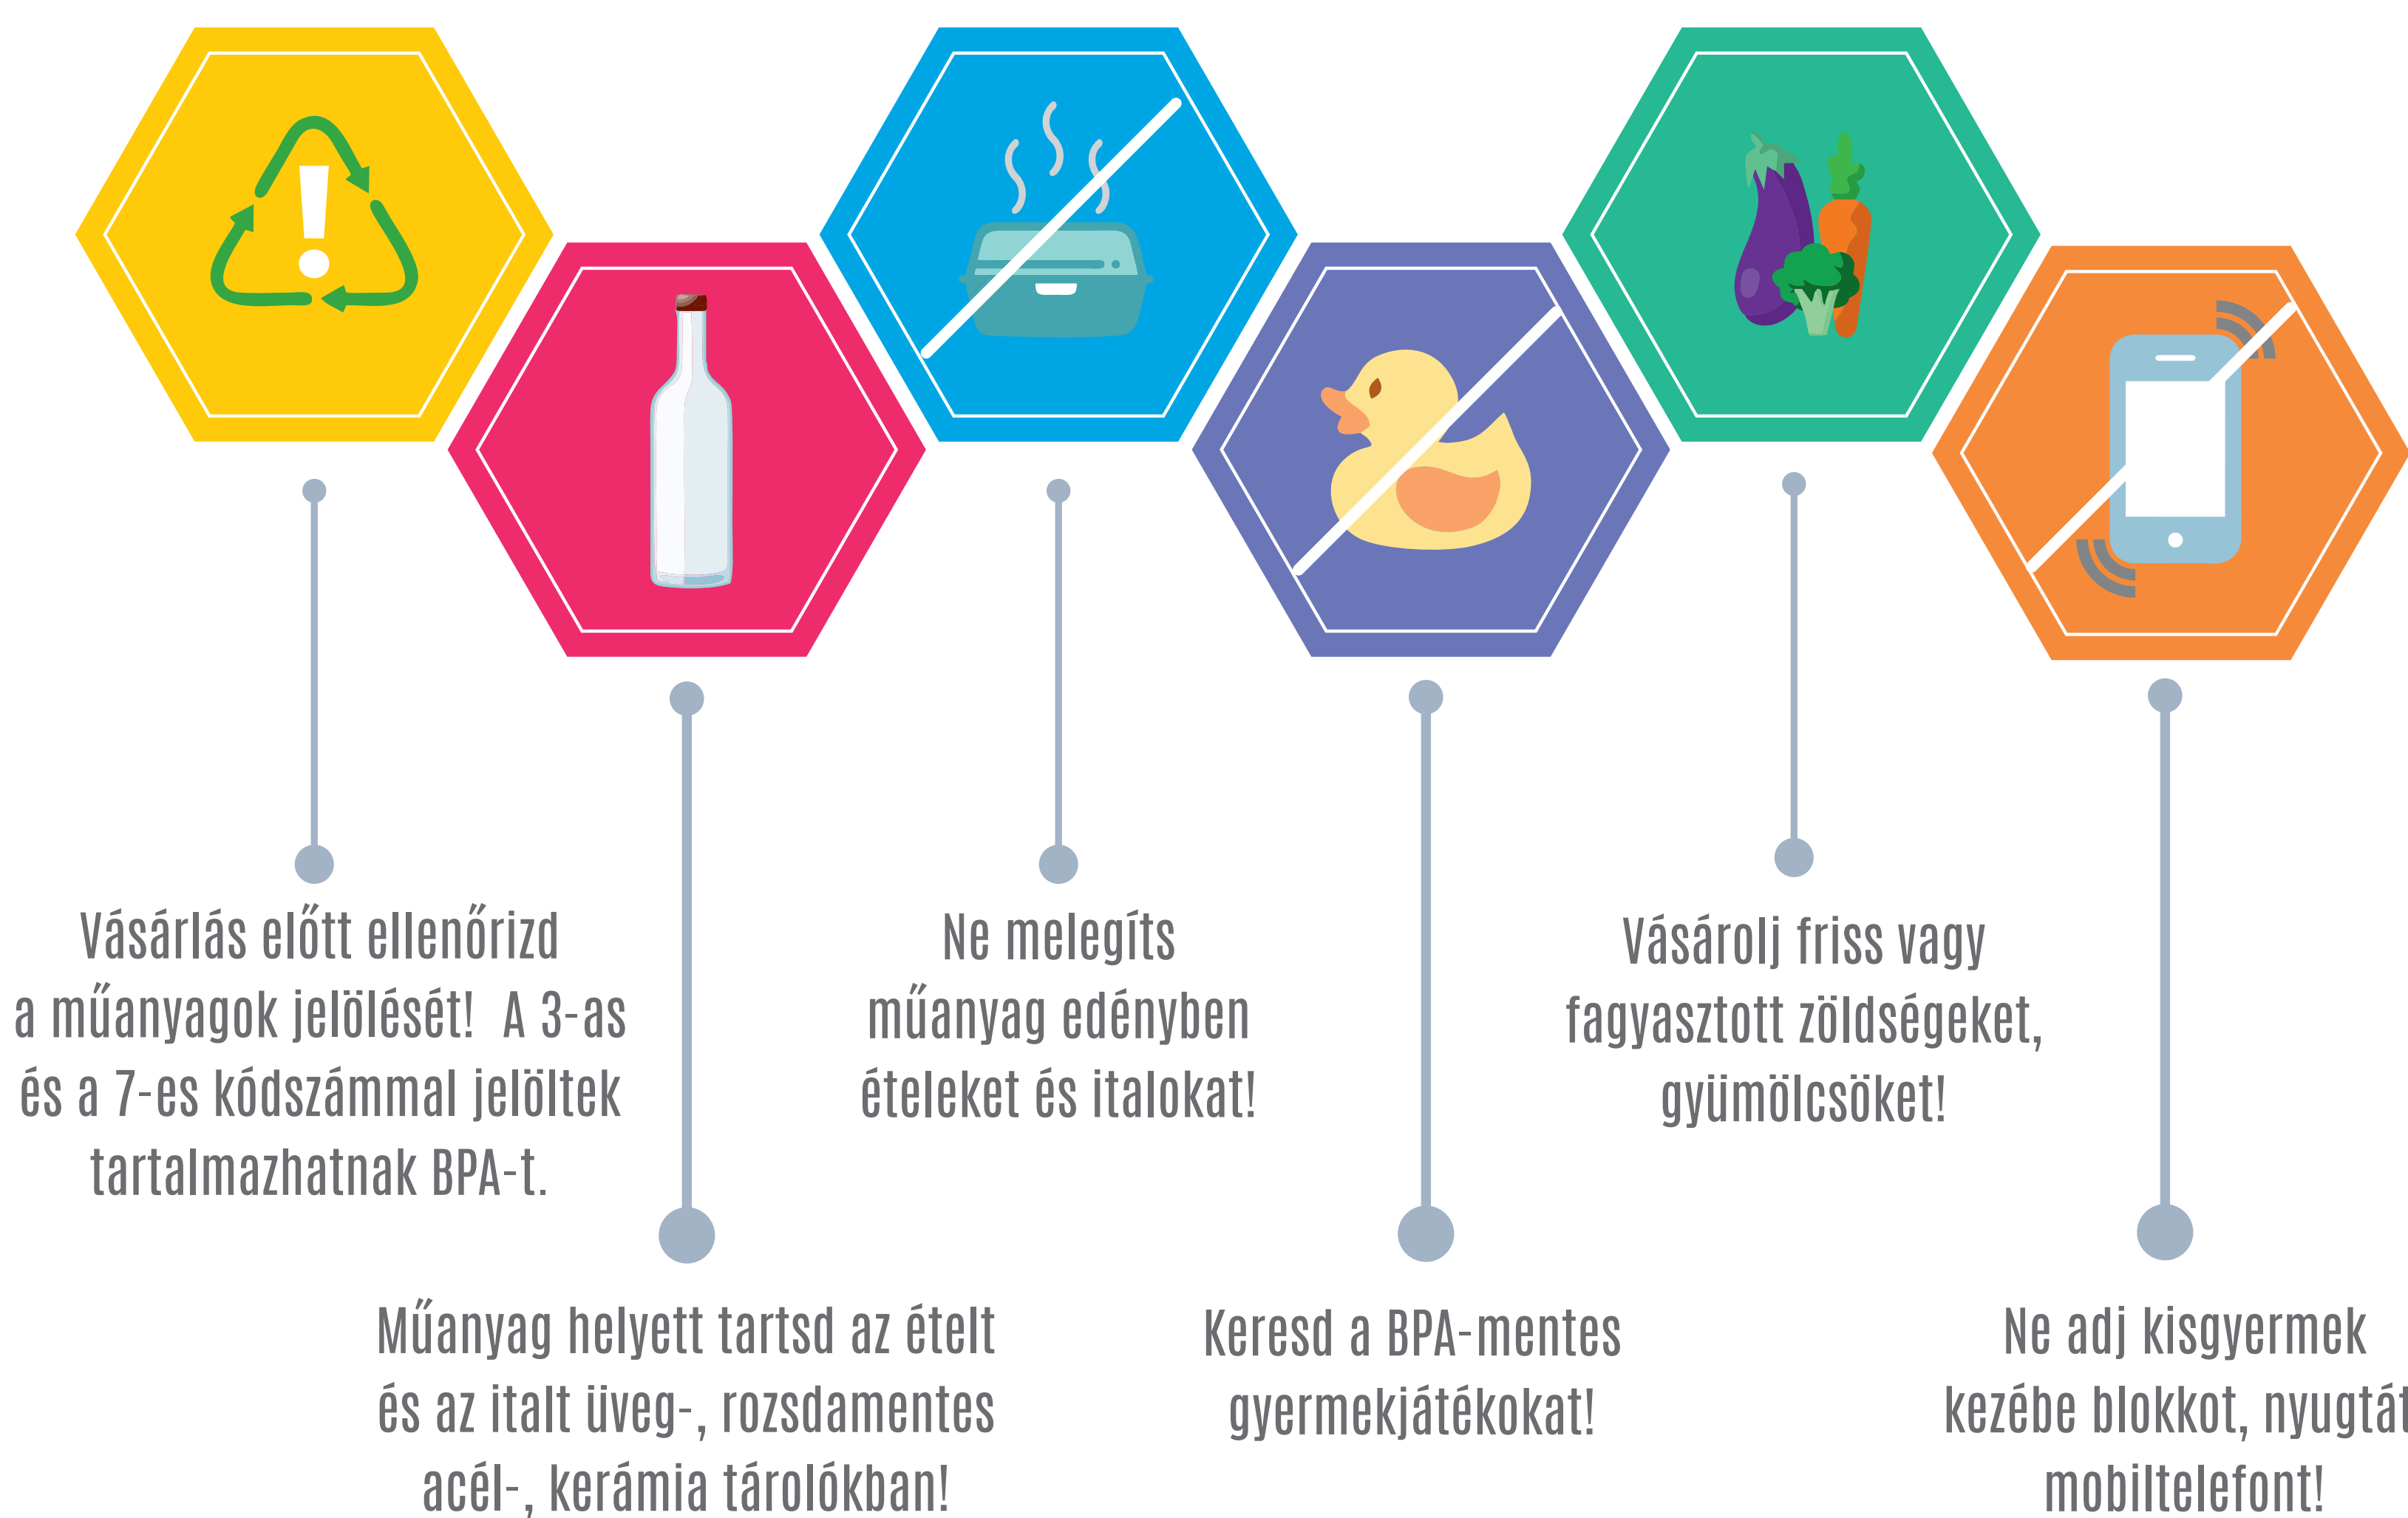 Vásárlás előtt ellenőrizd
a műanyagok jelölését!  A 3-as
és a 7-es kódszámmal jelöltek
tartalmazhatnak BPA-t.
Műanyag helyett tartsd az ételt
és az italt üveg-, rozsdamentes
acél-, kerámia tárolókban!
Ne melegíts
műanyag edényben
ételeket és italokat!
Keresd a BPA-mentes
gyermekjátékokat!
Vásárolj friss vagy
fagyasztott zöldségeket,
gyümölcsöket!
Ne adj kisgyermek
kezébe blokkot, nyugtát
mobiltelefont!